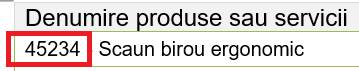 Denumire produse sau servicii
45234 Scaun birou ergonomic